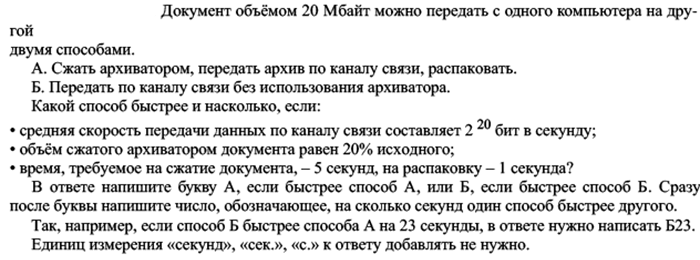 Документ объёмом 20 Мбайт можно передать с одного компьютера на дру-
гой
двумя способами.
А. Сжать архиватором, передать архив по каналу связи, распаковать.
Б. Передать по каналу связи без использования архиватора.
Какой способ быстрее и насколько, если:
• средняя скорость передачи данных по каналу связи составляет 2 20 бит в секунду;
• объём сжатого архиватором документа равен 20% исходного;
• время, требуемое на сжатие документа, – 5 секунд, на распаковку – 1 секунда?
В ответе напишите букву А, если быстрее способ А, или Б, если быстрее способ Б. Сразу
после буквы напишите число, обозначающее, на сколько секунд один способ быстрее другого.
Так, например, если способ Б быстрее способа А на 23 секунды, в ответе нужно написать Б23.
Единиц измерения «секунд», «сек.», «с.» к ответу добавлять не нужно.